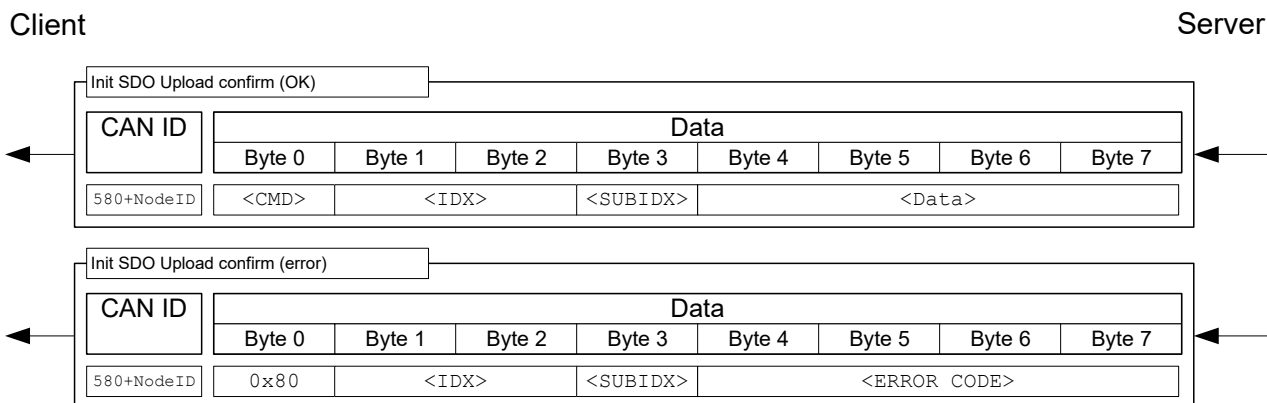 Client Server
Init SDO Upload confirm (OK)
CAN ID Data
Byte 0 Byte 1 Byte 2 Byte 3 Byte 4 Byte 5 Byte 6 Byte 7
580+NodeID <CMD> <IDX> <SUBIDX> <Data>
Init SDO Upload confirm (error)
CAN ID Data
Byte 0 Byte 1 Byte 2 Byte 3 Byte 4 Byte 5 Byte 6 Byte 7
580+NodeID 0x80 <IDX> <SUBIDX> <ERROR CODE>